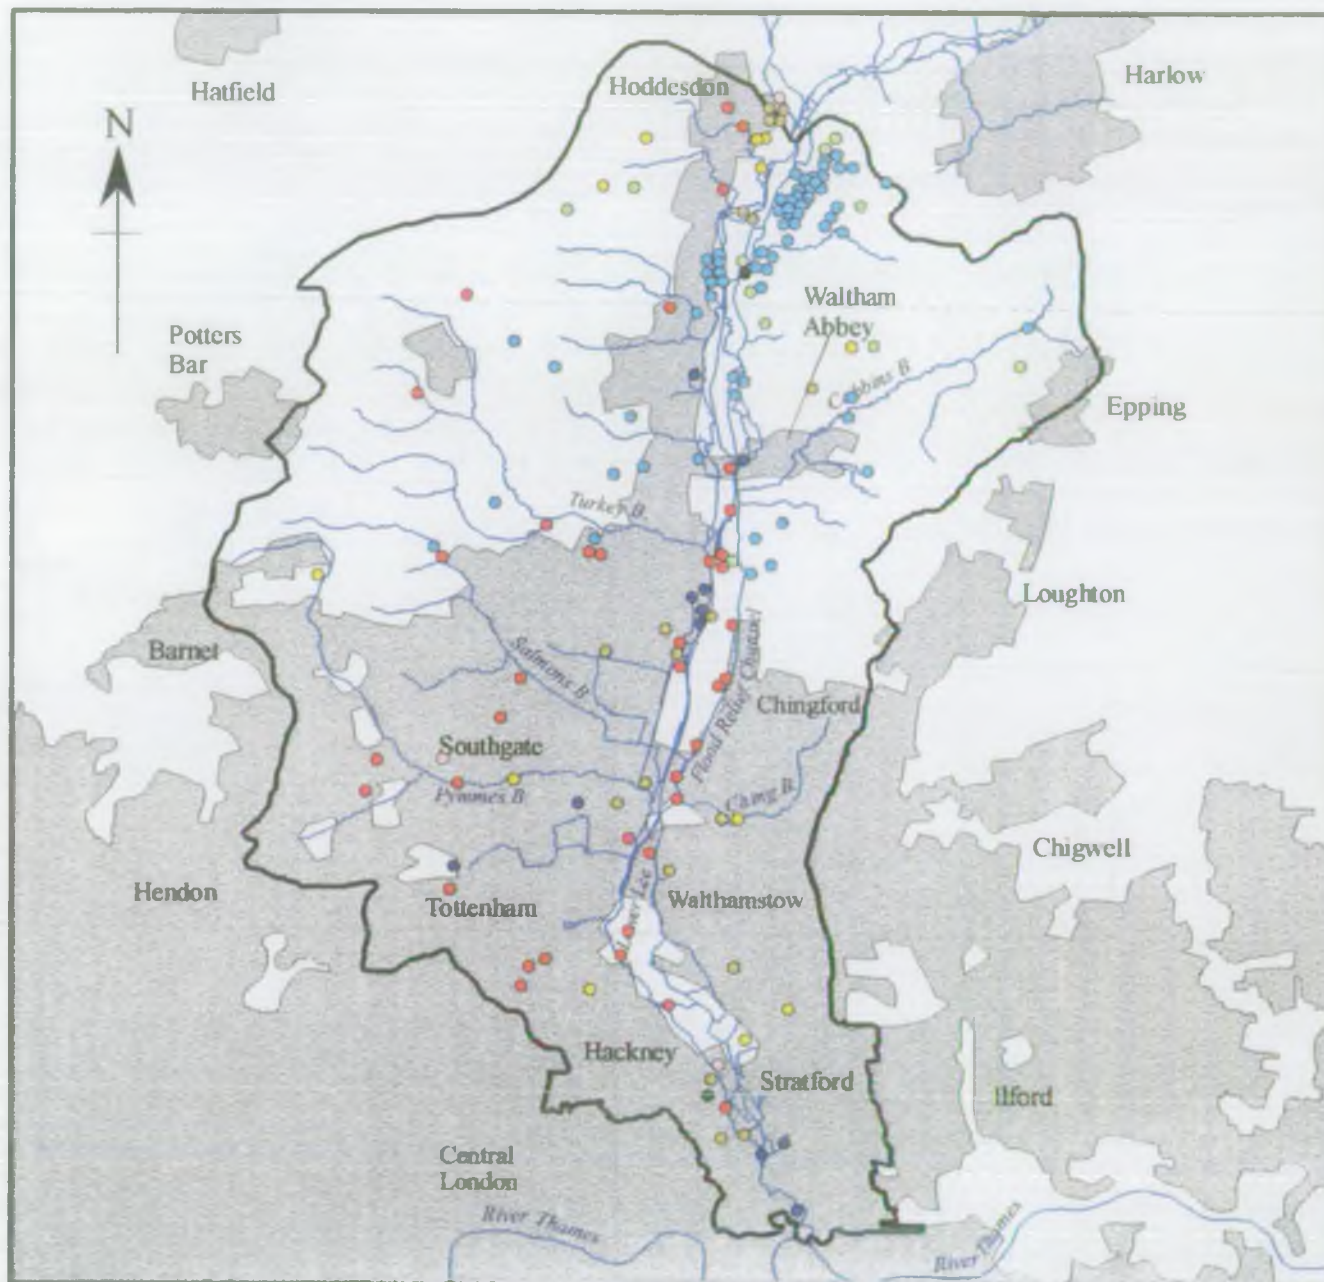 Hatfield
Hoddesdon
Harlow
N
Waltham
Abbey
Potters
Bar
Cobbins B.
Epping
Turkey B.
Loughton
Barnet
Salmons B.
Flood Relief Channel
Chingford
Southgate
Pymmes B.
Ching B.
Chigwell
Hendon
Tottenham
Lower Lee
Walthamstow
Hackney
Stratford
Ilford
Central
London
River Thames
River Thames